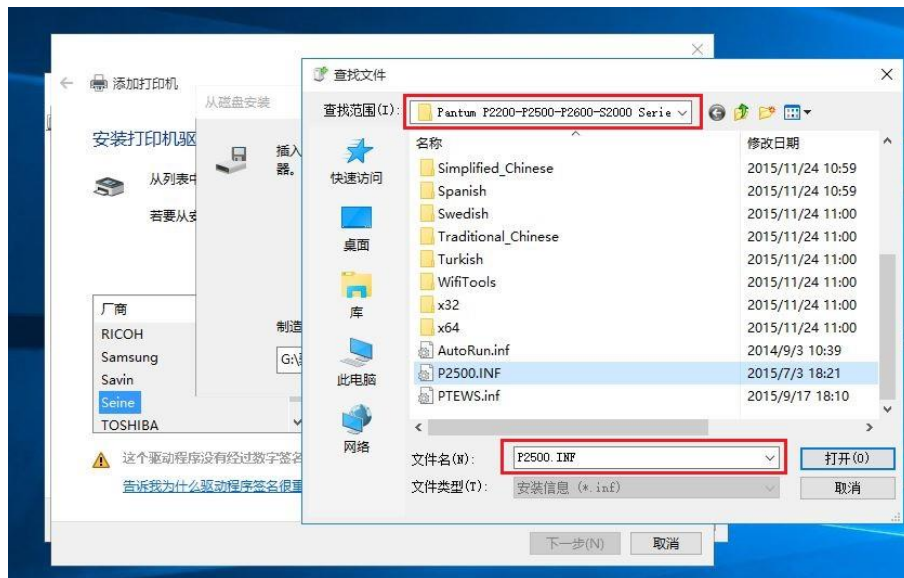 添加打印机
安装打印机驱
从列表中
若要从安
厂商
RICOH
Samsung
Savin
Seine
TOSHIBA
这个驱动程序没有经过数字签名
告诉我为什么驱动程序签名很重
下一步(N)
取消
从磁盘安装
插入
器。
制造
G:\
查找文件
查找范围(I):
Pantum P2200-P2500-P2600-S2000 Serie
快速访问
桌面
库
此电脑
网络
名称 修改日期
Simplified_Chinese 2015/11/24 10:59
Spanish 2015/11/24 10:59
Swedish 2015/11/24 11:00
Traditional_Chinese 2015/11/24 11:00
Turkish 2015/11/24 11:00
WifiTools 2015/11/24 11:00
x32 2015/11/24 11:00
x64 2015/11/24 11:00
AutoRun.inf 2014/9/3 10:39
P2500.INF 2015/7/3 18:21
PTEWS.inf 2015/9/17 18:10
文件名(N): P2500.INF 打开(O)
文件类型(T): 安装信息 (*.inf) 取消